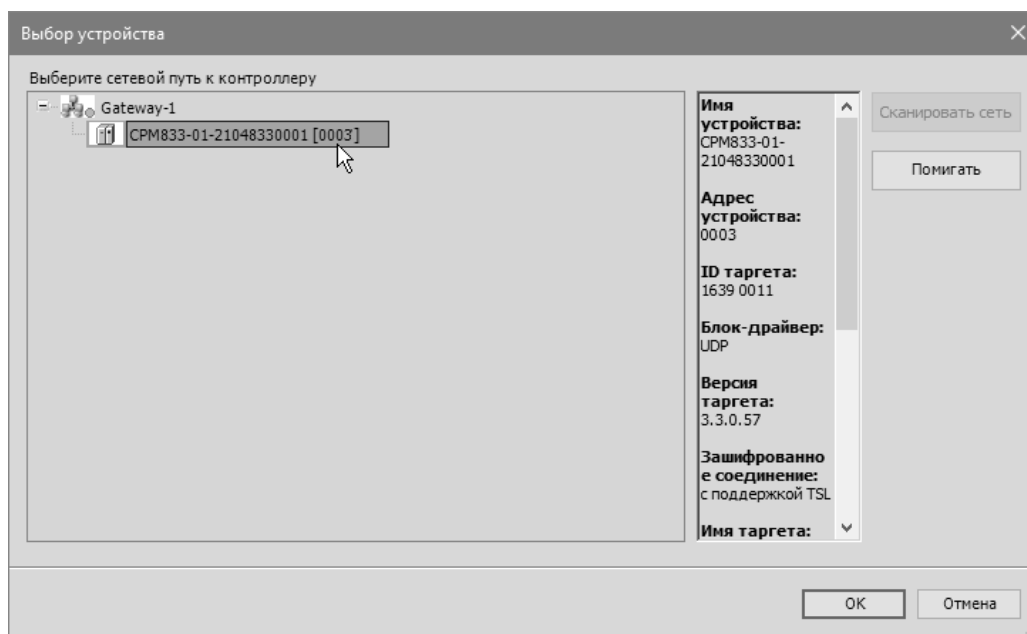 Выбор устройства
Выберите сетевой путь к контроллеру
Gateway-1
CPM833-01-21048330001 [0003]
Имя
устройства:
CPM833-01-
21048330001
Адрес
устройства:
0003
ID таргета:
1639 0011
Блок-драйвер:
UDP
Версия
таргета:
3.3.0.57
Зашифрованно
е соединение:
с поддержкой TSL
Имя таргета:
Сканировать сеть
Помигать
OK
Отмена